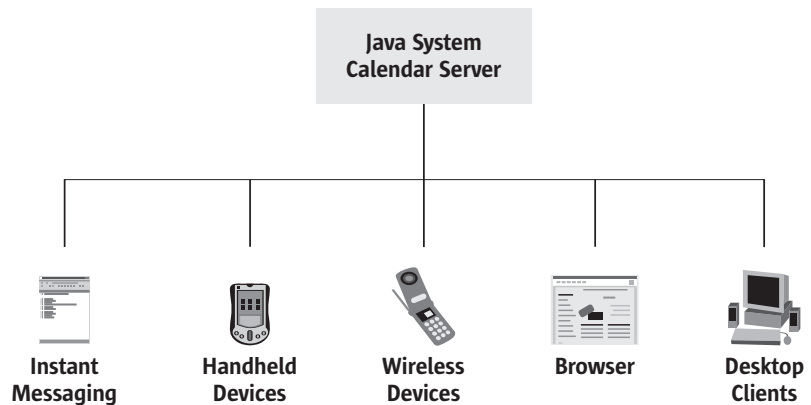 Java System
Calendar Server
Instant
Messaging
Handheld
Devices
Wireless
Devices
Browser
Desktop
Clients